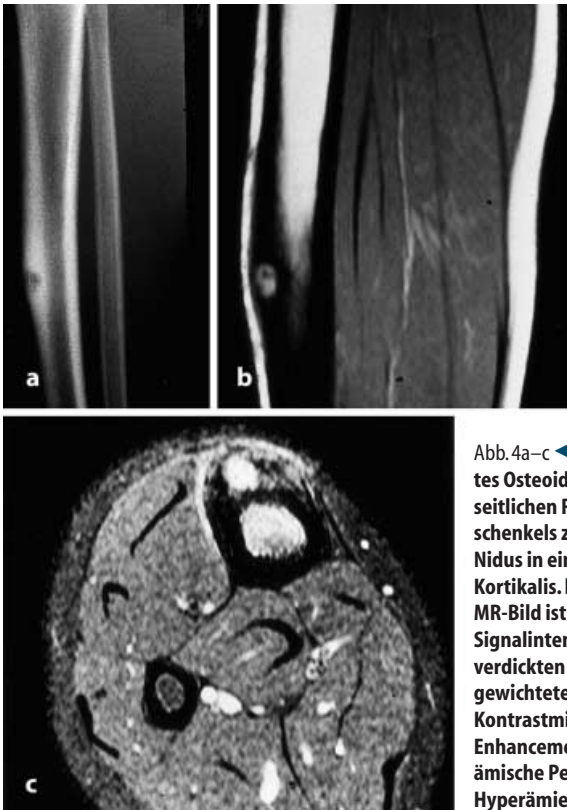 a
b
c
Abb. 4a–c ◄
tes Osteoid
seitlichen
schenkels z
Nidus in ein
Kortikalis.
MR-Bild ist
Signalinten
verdickten
gewichtete
Kontrastmi
Enhanceme
ämische Pe
Hyperämie